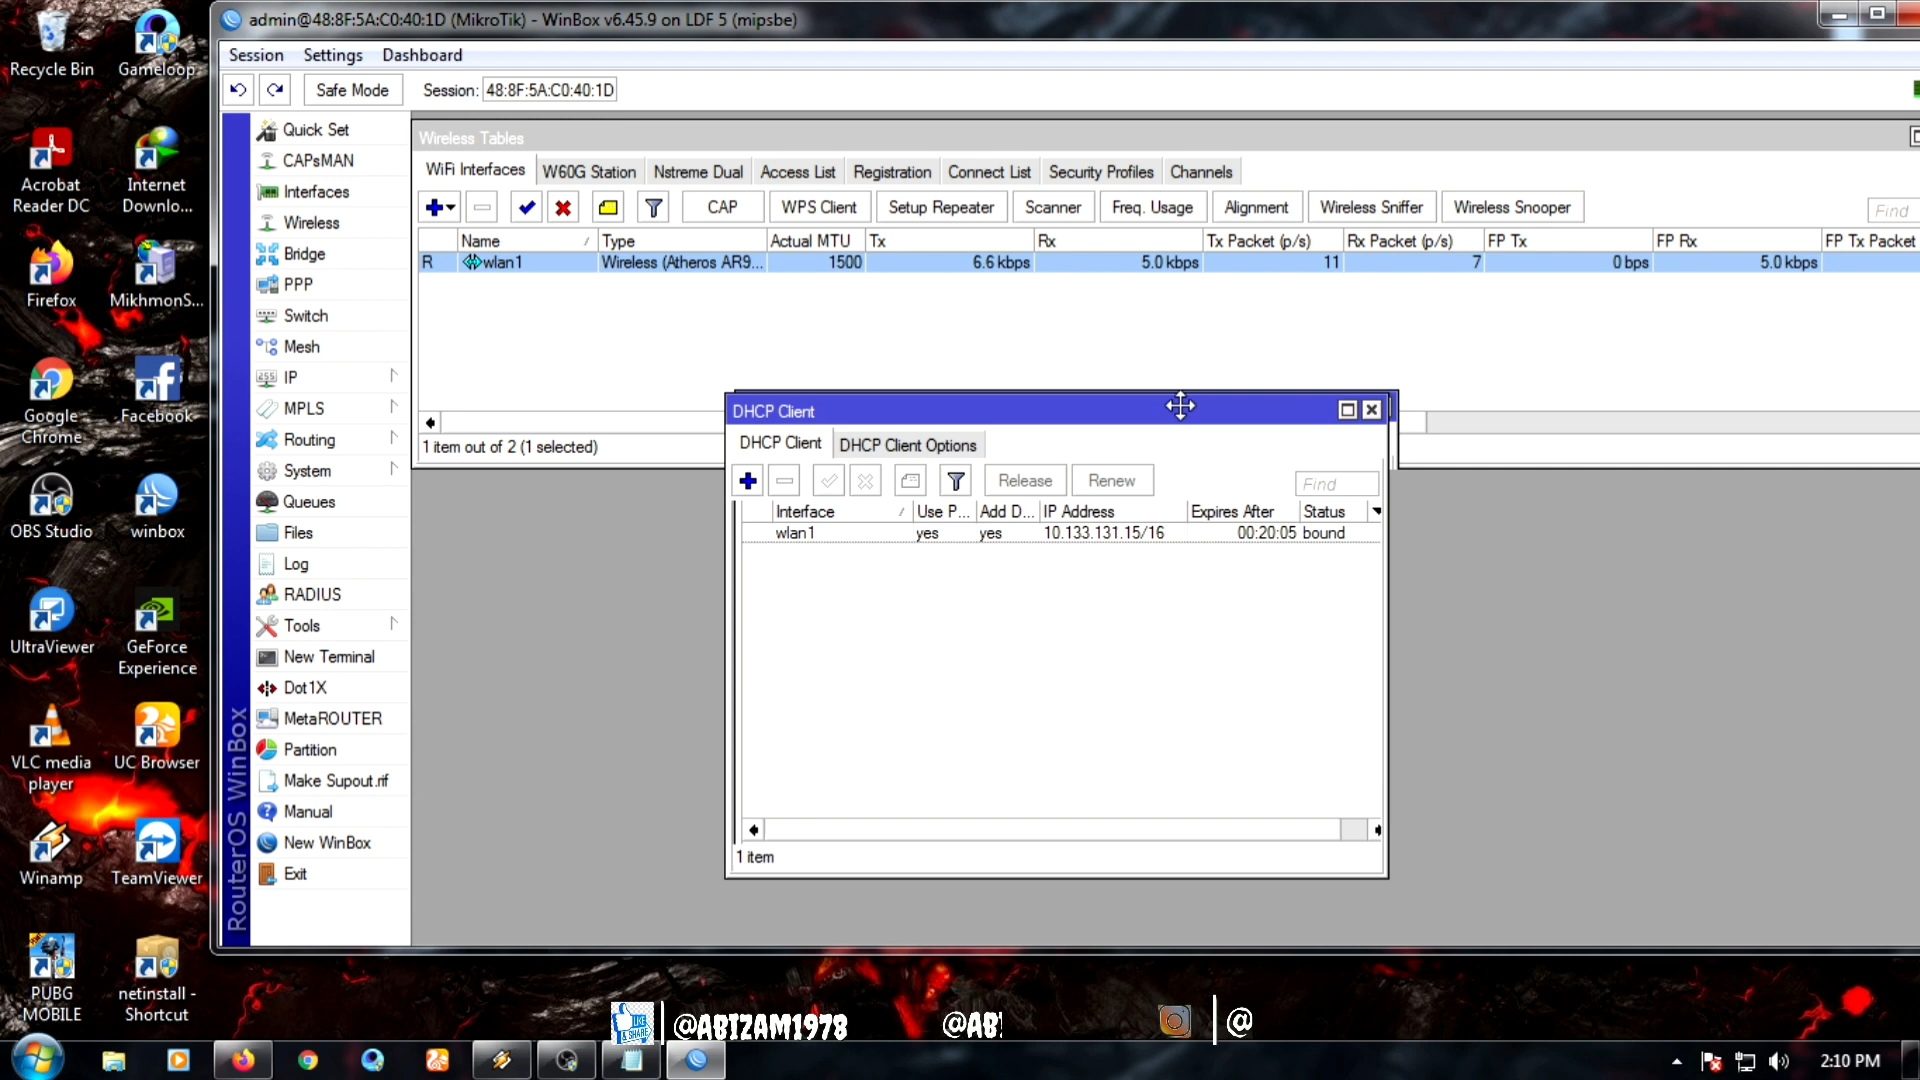 admin@48:8F:5A:C0:40:1D (MikroTik) - WinBox v6.45.9 on LDF 5 (mipsbe)
Session Settings Dashboard
Safe Mode Session: 48:8F:5A:C0:40:1D
Recycle Bin
Gameloop
Acrobat Reader DC
Internet Downlo...
Firefox
MikhmonS...
Google Chrome
Facebook
OBS Studio
winbox
UltraViewer
GeForce Experience
VLC media player
UC Browser
Winamp
TeamViewer
PUBG MOBILE
netinstall - Shortcut
RouterOS WinBox
Quick Set
CAPsMAN
Interfaces
Wireless
Bridge
PPP
Switch
Mesh
255 IP
MPLS
Routing
System
Queues
Files
Log
RADIUS
Tools
New Terminal
Dot1X
MetaROUTER
Partition
Make Supout.rif
Manual
New WinBox
Exit
Wireless Tables
WiFi Interfaces W60G Station Nstreme Dual Access List Registration Connect List Security Profiles Channels
CAP WPS Client Setup Repeater Scanner Freq. Usage Alignment Wireless Sniffer Wireless Snooper Find
Name Type Actual MTU Tx Rx Tx Packet (p/s) Rx Packet (p/s) FP Tx FP Rx FP Tx Packet
R wlan1 Wireless (Atheros AR9... 1500 6.6 kbps 5.0 kbps 11 7 0 bps 5.0 kbps
1 item out of 2 (1 selected)
DHCP Client
DHCP Client DHCP Client Options
Release Renew Find
Interface Use P... Add D... IP Address Expires After Status
wlan1 yes yes 10.133.131.15/16 00:20:05 bound
1 item
LIKE & SHARE @ABIZAM1978 @AB @
2:10 PM